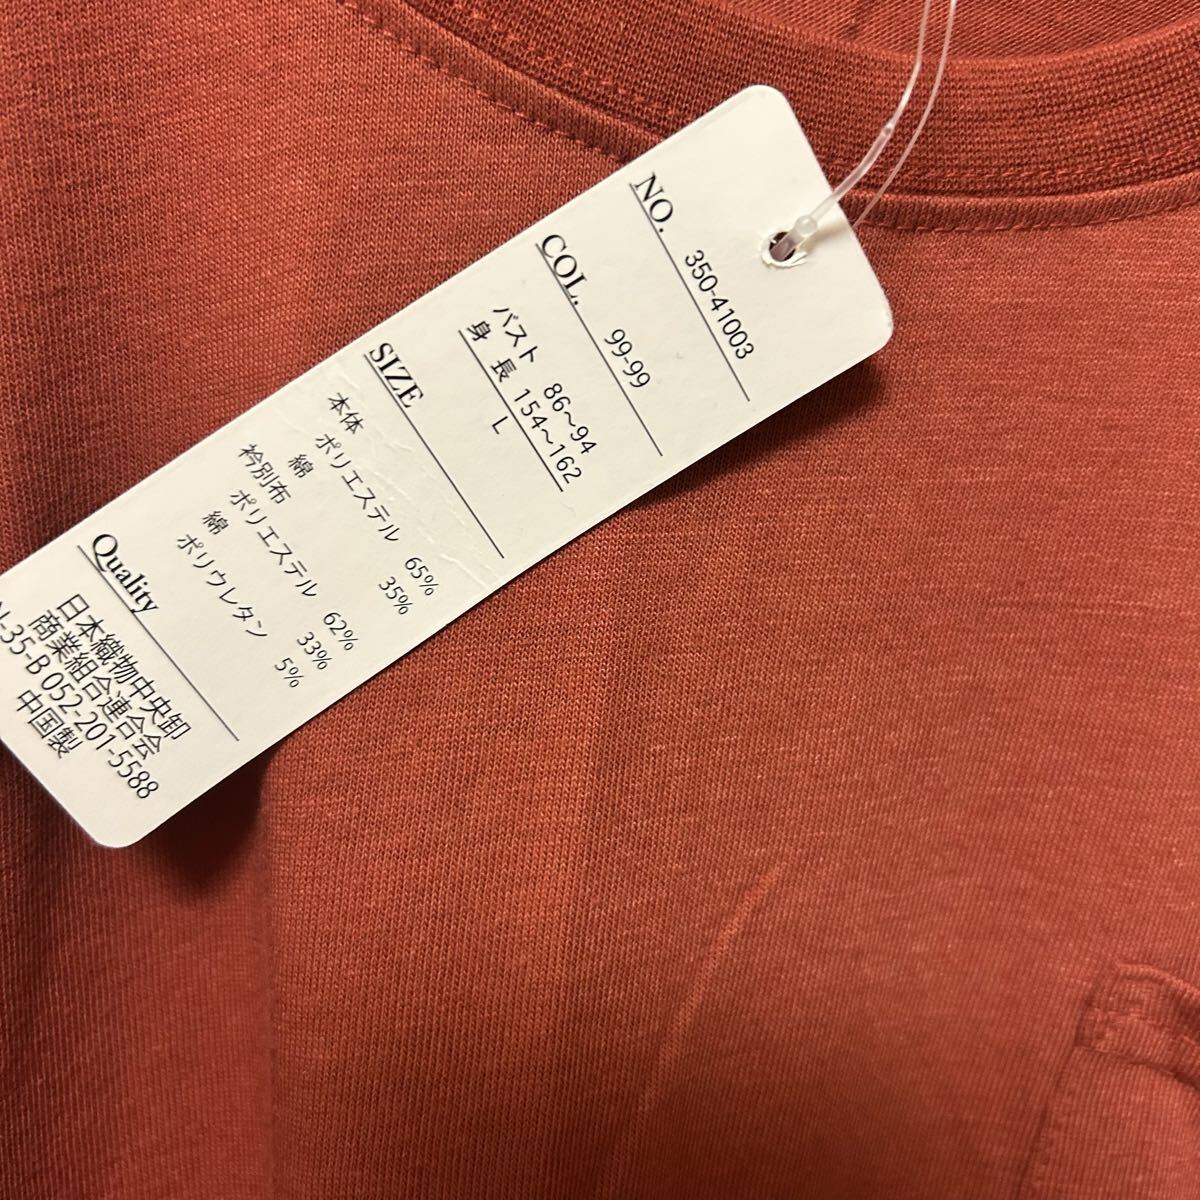 NO.
350-41003
COL.
99-99
バスト 86～94
身 長 154～162
L
SIZE
本体
ポリエステル 65%
綿 35%
衿別布
ポリエステル 62%
綿 33%
ポリウレタン 5%
Quality
日本織物中央卸
商業組合連合会
-35-B 052-201-5588
中国製